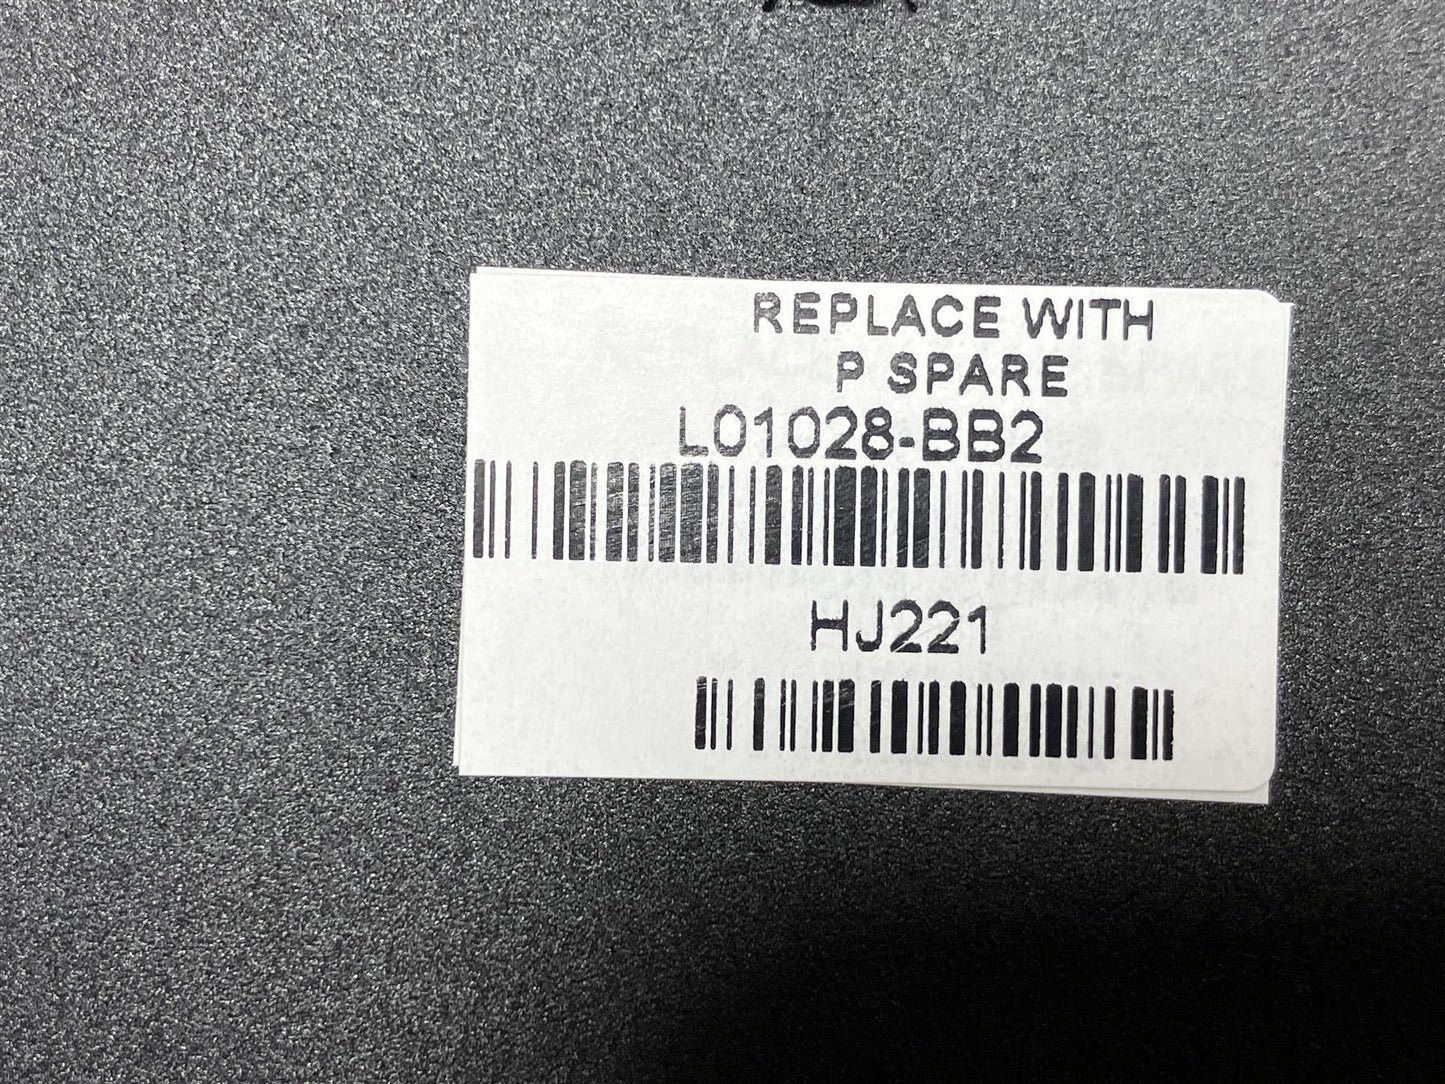 REPLACE WITH
P SPARE
L01028-BB2
HJ221